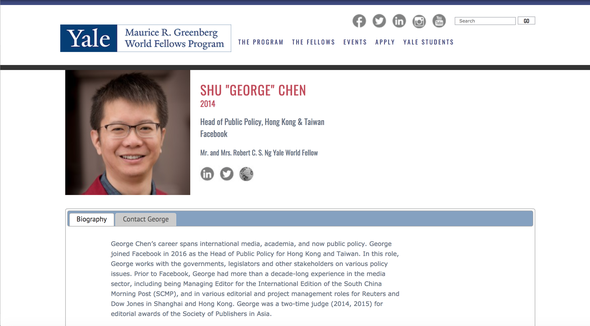 Search
GO
Yale
Maurice R. Greenberg
World Fellows Program
THE PROGRAM THE FELLOWS EVENTS APPLY YALE STUDENTS
SHU "GEORGE" CHEN
2014
Head of Public Policy, Hong Kong & Taiwan
Facebook
Mr. and Mrs. Robert C. S. Ng Yale World Fellow
Biography Contact George
George Chen's career spans international media, academia, and now public policy. George
joined Facebook in 2016 as the Head of Public Policy for Hong Kong and Taiwan. In this role,
George works with the governments, legislators and other stakeholders on various policy
issues. Prior to Facebook, George had more than a decade-long experience in the media
sector, including being Managing Editor for the International Edition of the South China
Morning Post (SCMP), and in various editorial and project management roles for Reuters and
Dow Jones in Shanghai and Hong Kong. George was a two-time judge (2014, 2015) for
editorial awards of the Society of Publishers in Asia.